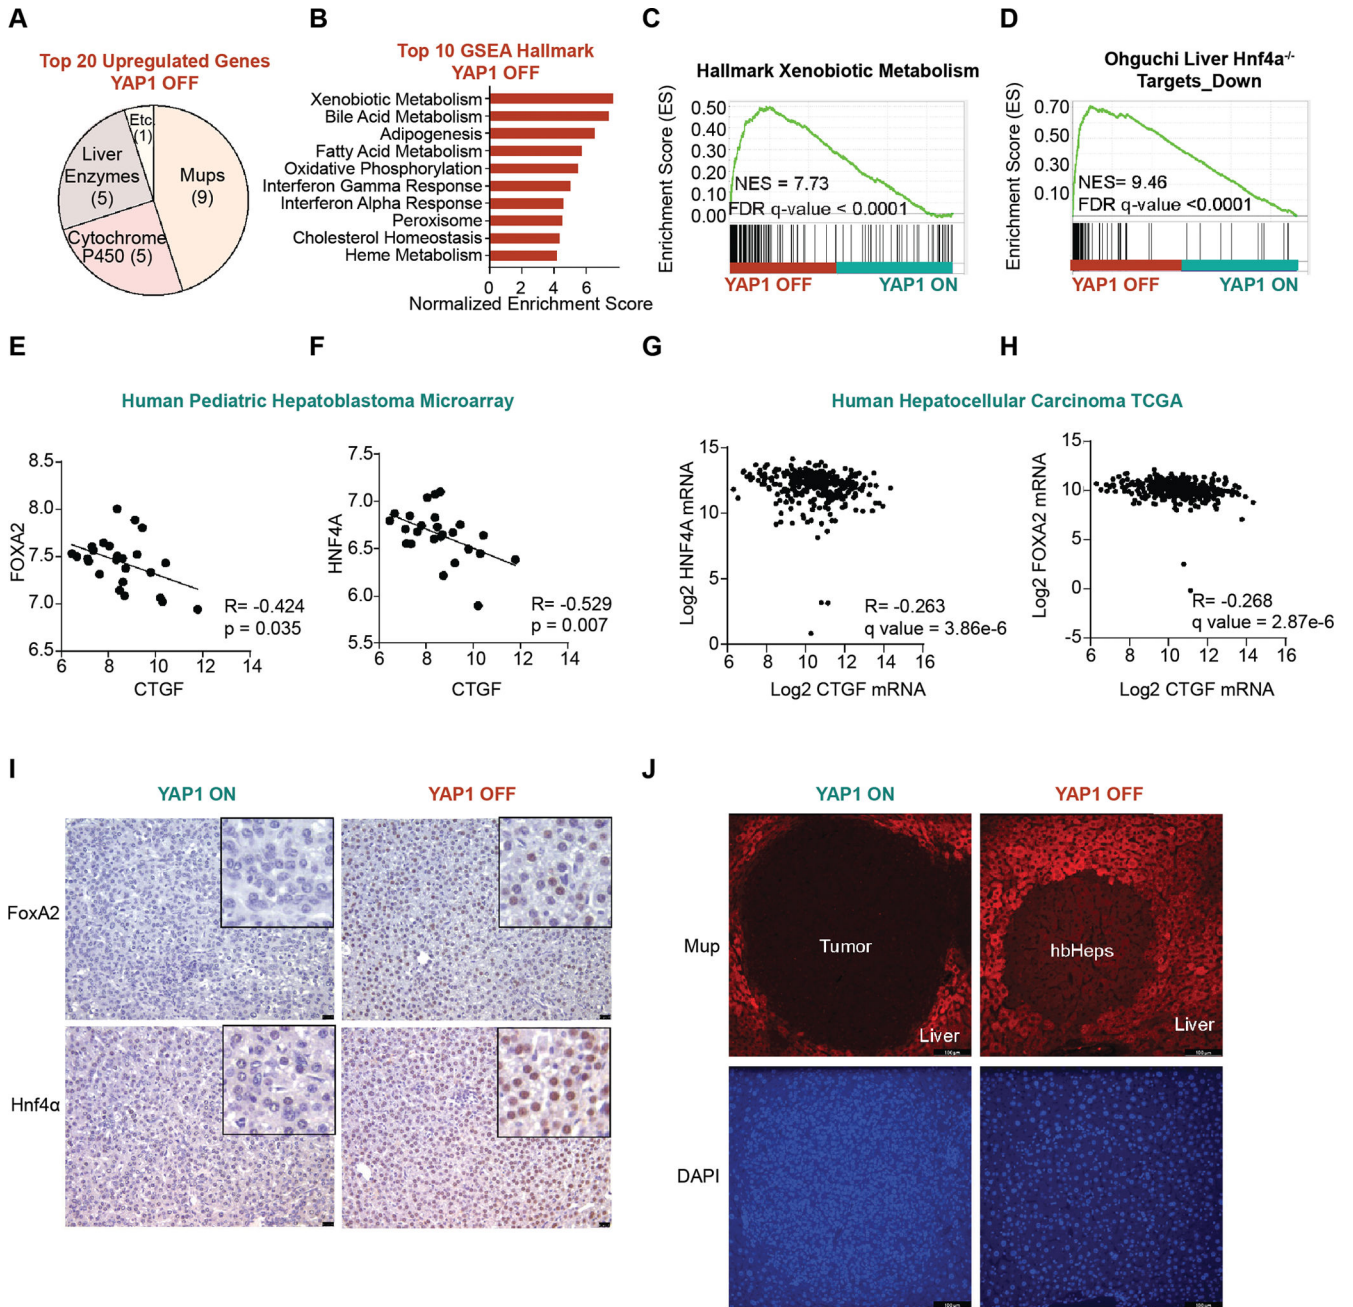 A
Top 20 Upregulated Genes
YAP1 OFF
Etc
(1)
Liver
Enzymes
(5)
Mups
(9)
Cytochrome
P450 (5)
B
Top 10 GSEA Hallmark
YAP1 OFF
Xenobiotic Metabolism
Bile Acid Metabolism
Adipogenesis
Fatty Acid Metabolism
Oxidative Phosphorylation
Interferon Gamma Response
Interferon Alpha Response
Peroxisome
Cholesterol Homeostasis
Heme Metabolism
0 2 4 6
Normalized Enrichment Score
C
Hallmark Xenobiotic Metabolism
Enrichment Score (ES)
0.50
0.40
0.30
0.20
0.10
0.00
NES = 7.73
FDR q-value < 0.0001
YAP1 OFF
YAP1 ON
D
Ohguchi Liver Hnf4a-/-
Targets_Down
Enrichment Score (ES)
0.70
0.50
0.30
0.10
NES= 9.46
FDR q-value <0.0001
YAP1 OFF
YAP1 ON
Human Pediatric Hepatoblastoma Microarray
E
FOXA2
8.5
8.0
7.5
7.0
6.5
R= -0.424
p = 0.035
6 8 10 12 14
CTGF
F
HNF4A
7.5
7.0
6.5
6.0
5.5
R= -0.529
p = 0.007
6 8 10 12 14
CTGF
Human Hepatocellular Carcinoma TCGA
G
Log2 HNF4A mRNA
15
10
5
0
R= -0.263
q value = 3.86e-6
6 8 10 12 14 16
Log2 CTGF mRNA
H
Log2 FOXA2 mRNA
15
10
5
0
-5
R= -0.268
q value = 2.87e-6
6 8 10 12 14 16
Log2 CTGF mRNA
I
YAP1 ON
YAP1 OFF
FoxA2
Hnf4α
J
YAP1 ON
YAP1 OFF
Mup
Tumor
Liver
100 μm
hbHeps
Liver
100 μm
DAPI
100 μm
100 μm